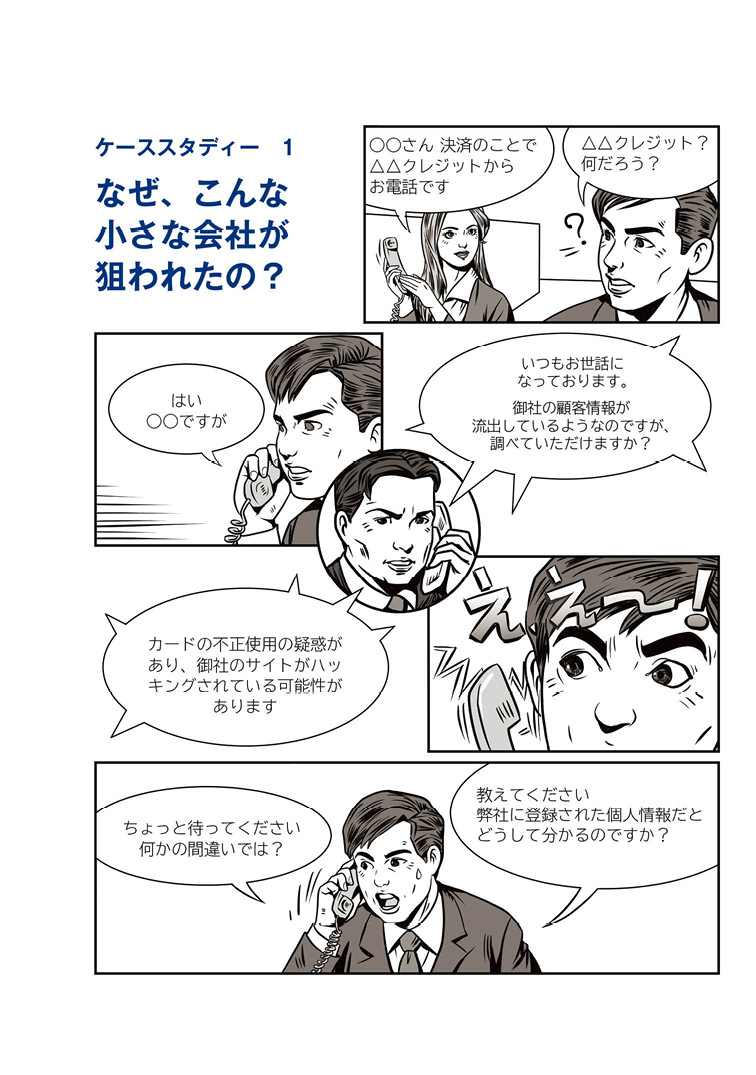 ケーススタディー 1
なぜ、こんな
小さな会社が
狙われたの？
〇〇さん 決済のことで
△△クレジットから
お電話です
△△クレジット？
何だろう？
?
はい
〇〇ですが
いつもお世話に
なっております。
御社の顧客情報が
流出しているようなのですが、
調べていただけますか？
カードの不正使用の疑惑が
あり、御社のサイトがハッ
キングされている可能性が
あります
えぇ〜！
ちょっと待ってください
何かの間違いでは？
教えてください
弊社に登録された個人情報だと
どうして分かるのですか？